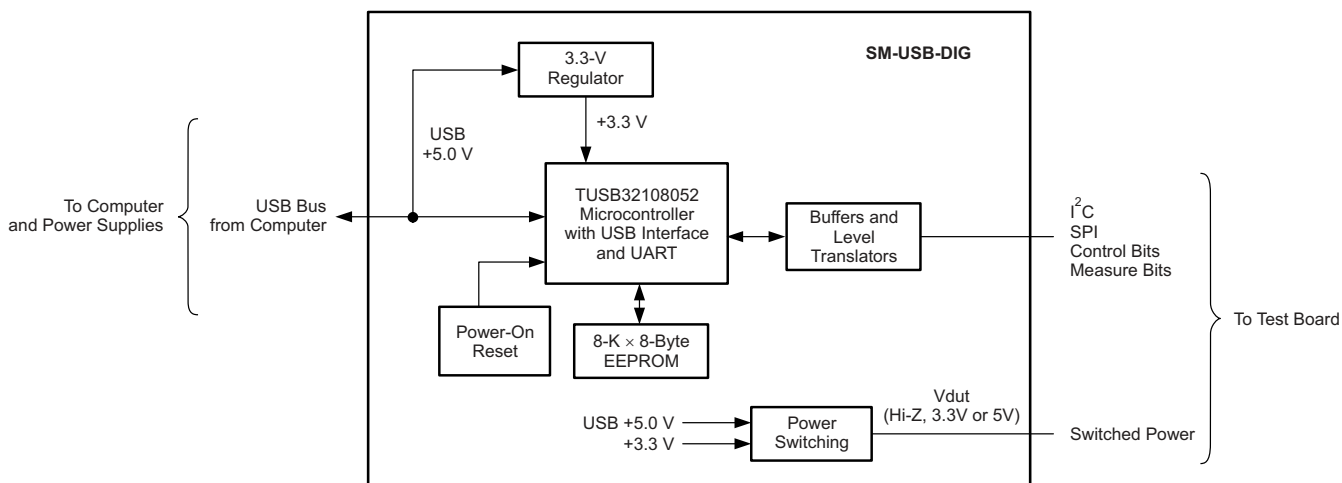 SM-USB-DIG
3.3-V
Regulator
+3.3 V
USB
+5.0 V
To Computer
and Power Supplies
USB Bus
from Computer
TUSB32108052
Microcontroller
with USB Interface
and UART
Buffers and
Level
Translators
I²C
SPI
Control Bits
Measure Bits
To Test Board
Power-On
Reset
8-K × 8-Byte
EEPROM
USB +5.0 V
+3.3 V
Power
Switching
Vdut
(Hi-Z, 3.3V or 5V)
Switched Power